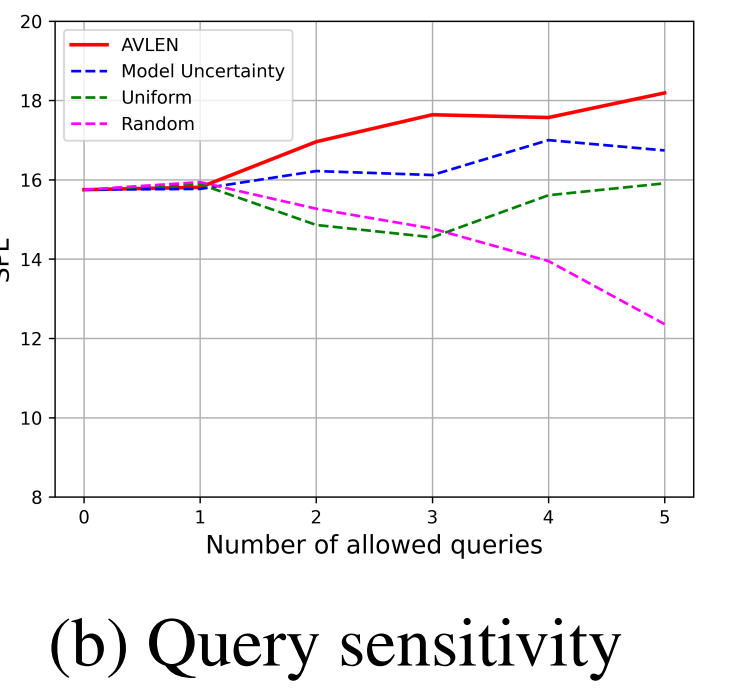 20
18
16
14
12
10
8
AVLEN
Model Uncertainty
Uniform
Random
0 1 2 3 4 5
Number of allowed queries
(b) Query sensitivity